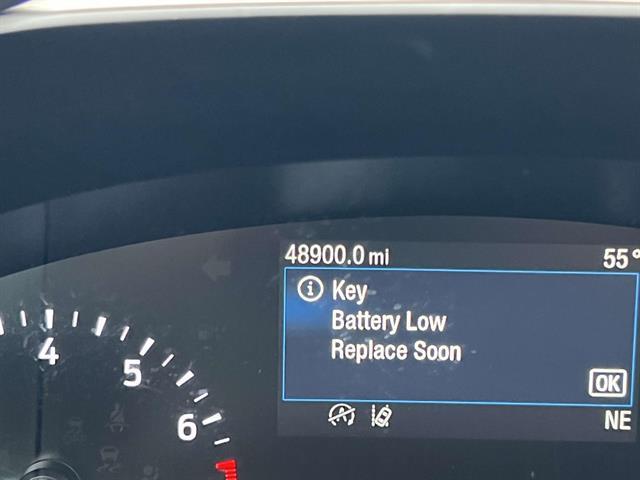 48900.0 mi 55°
Key
Battery Low
Replace Soon
OK
4
5
6
NE